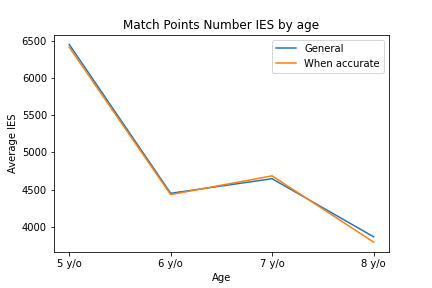 Match Points Number IES by age
General
When accurate
6500
6000
5500
5000
4500
4000
Average IES
5 y/o 6 y/o 7 y/o 8 y/o
Age